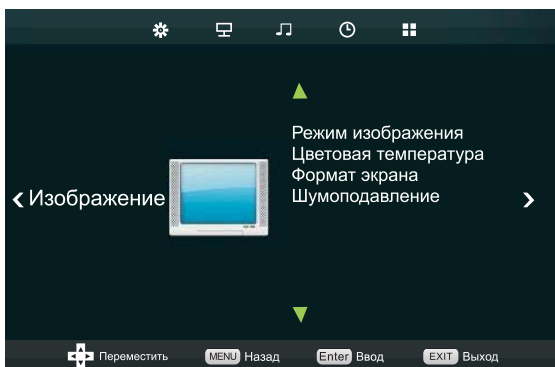 Режим изображения
Цветовая температура
Формат экрана
Шумоподавление
Изображение
Переместить MENU Назад Enter Ввод EXIT Выход